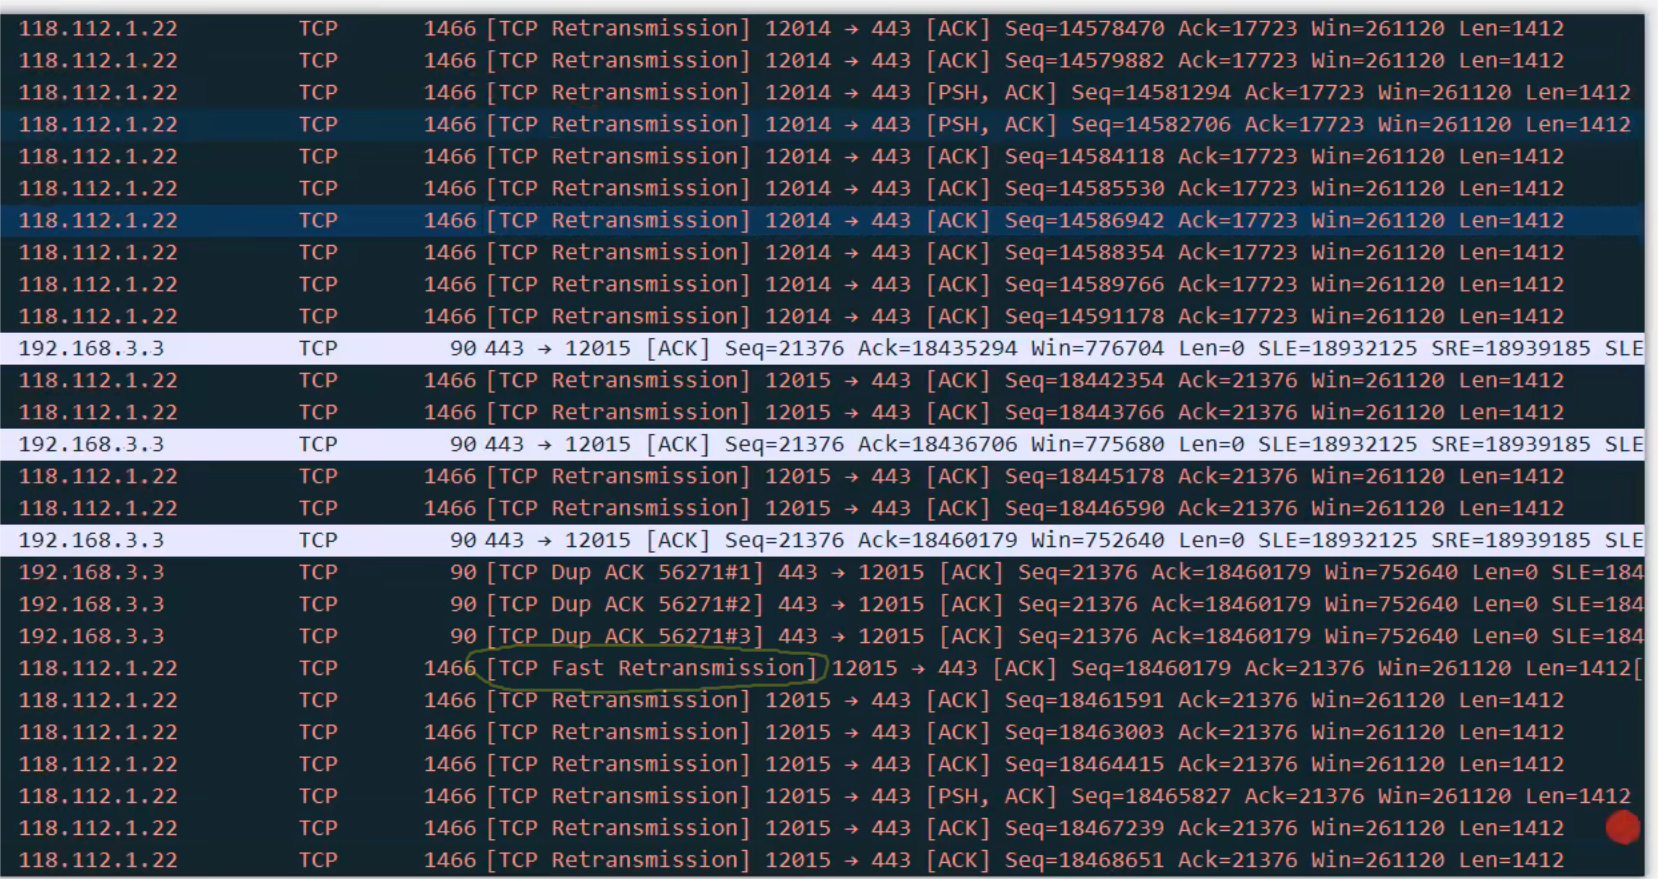 118.112.1.22 TCP 1466 [TCP Retransmission] 12014 → 443 [ACK] Seq=14578470 Ack=17723 Win=261120 Len=1412
118.112.1.22 TCP 1466 [TCP Retransmission] 12014 → 443 [ACK] Seq=14579882 Ack=17723 Win=261120 Len=1412
118.112.1.22 TCP 1466 [TCP Retransmission] 12014 → 443 [PSH, ACK] Seq=14581294 Ack=17723 Win=261120 Len=1412
118.112.1.22 TCP 1466 [TCP Retransmission] 12014 → 443 [PSH, ACK] Seq=14582706 Ack=17723 Win=261120 Len=1412
118.112.1.22 TCP 1466 [TCP Retransmission] 12014 → 443 [ACK] Seq=14584118 Ack=17723 Win=261120 Len=1412
118.112.1.22 TCP 1466 [TCP Retransmission] 12014 → 443 [ACK] Seq=14585530 Ack=17723 Win=261120 Len=1412
118.112.1.22 TCP 1466 [TCP Retransmission] 12014 → 443 [ACK] Seq=14586942 Ack=17723 Win=261120 Len=1412
118.112.1.22 TCP 1466 [TCP Retransmission] 12014 → 443 [ACK] Seq=14588354 Ack=17723 Win=261120 Len=1412
118.112.1.22 TCP 1466 [TCP Retransmission] 12014 → 443 [ACK] Seq=14589766 Ack=17723 Win=261120 Len=1412
118.112.1.22 TCP 1466 [TCP Retransmission] 12014 → 443 [ACK] Seq=14591178 Ack=17723 Win=261120 Len=1412
192.168.3.3 TCP 90 443 → 12015 [ACK] Seq=21376 Ack=18435294 Win=776704 Len=0 SLE=18932125 SRE=18939185 SLE
118.112.1.22 TCP 1466 [TCP Retransmission] 12015 → 443 [ACK] Seq=18442354 Ack=21376 Win=261120 Len=1412
118.112.1.22 TCP 1466 [TCP Retransmission] 12015 → 443 [ACK] Seq=18443766 Ack=21376 Win=261120 Len=1412
192.168.3.3 TCP 90 443 → 12015 [ACK] Seq=21376 Ack=18436706 Win=775680 Len=0 SLE=18932125 SRE=18939185 SLE
118.112.1.22 TCP 1466 [TCP Retransmission] 12015 → 443 [ACK] Seq=18445178 Ack=21376 Win=261120 Len=1412
118.112.1.22 TCP 1466 [TCP Retransmission] 12015 → 443 [ACK] Seq=18446590 Ack=21376 Win=261120 Len=1412
192.168.3.3 TCP 90 443 → 12015 [ACK] Seq=21376 Ack=18460179 Win=752640 Len=0 SLE=18932125 SRE=18939185 SLE
192.168.3.3 TCP 90 [TCP Dup ACK 56271#1] 443 → 12015 [ACK] Seq=21376 Ack=18460179 Win=752640 Len=0 SLE=184
192.168.3.3 TCP 90 [TCP Dup ACK 56271#2] 443 → 12015 [ACK] Seq=21376 Ack=18460179 Win=752640 Len=0 SLE=184
192.168.3.3 TCP 90 [TCP Dup ACK 56271#3] 443 → 12015 [ACK] Seq=21376 Ack=18460179 Win=752640 Len=0 SLE=184
118.112.1.22 TCP 1466 [TCP Fast Retransmission] 12015 → 443 [ACK] Seq=18460179 Ack=21376 Win=261120 Len=1412[
118.112.1.22 TCP 1466 [TCP Retransmission] 12015 → 443 [ACK] Seq=18461591 Ack=21376 Win=261120 Len=1412
118.112.1.22 TCP 1466 [TCP Retransmission] 12015 → 443 [ACK] Seq=18463003 Ack=21376 Win=261120 Len=1412
118.112.1.22 TCP 1466 [TCP Retransmission] 12015 → 443 [ACK] Seq=18464415 Ack=21376 Win=261120 Len=1412
118.112.1.22 TCP 1466 [TCP Retransmission] 12015 → 443 [PSH, ACK] Seq=18465827 Ack=21376 Win=261120 Len=1412
118.112.1.22 TCP 1466 [TCP Retransmission] 12015 → 443 [ACK] Seq=18467239 Ack=21376 Win=261120 Len=1412
118.112.1.22 TCP 1466 [TCP Retransmission] 12015 → 443 [ACK] Seq=18468651 Ack=21376 Win=261120 Len=1412